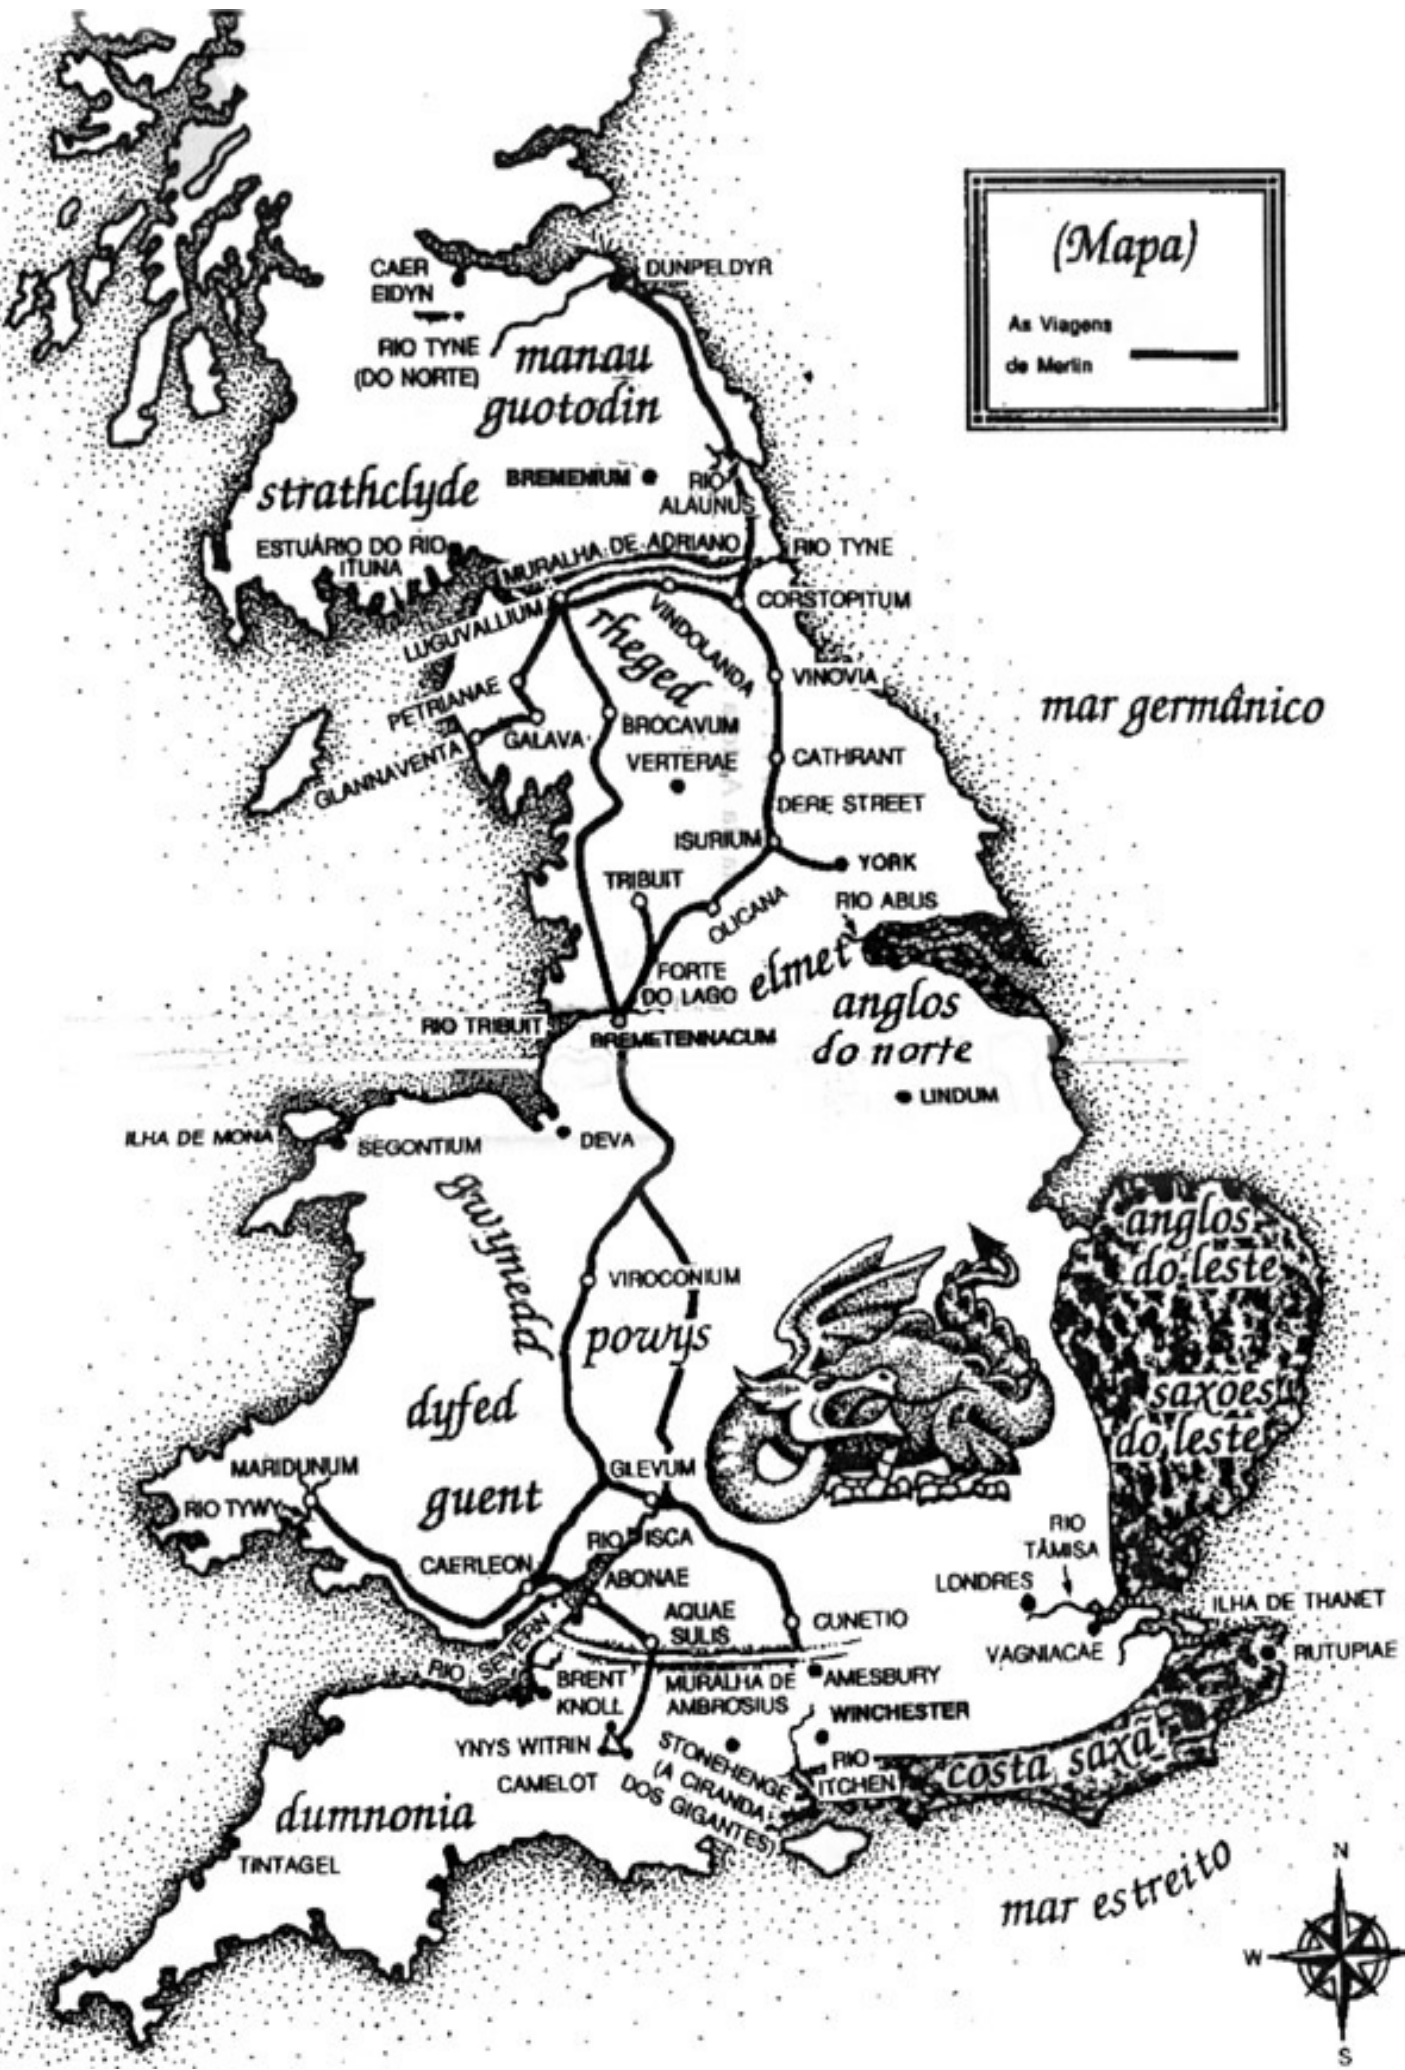 (Mapa)
As Viagens
de Merlin
CAER
EIDYN
DUNPELDYR
RIO TYNE
(DO NORTE)
manau
guotodin
strathclyde
BREMENIUM
RIO
ALAUNUS
ESTUÁRIO DO RIO
ITUNA
MURALHA DE ADRIANO
RIO TYNE
LUGUVALLIUM
VINDOLANDA
CORSTOPITUM
rheged
PETRIANAE
VINOVIA
mar germânico
GLANNAVENTA
GALAVA
BROCAVUM
VERTERAE
CATHRANT
DERE STREET
ISURIUM
YORK
TRIBUIT
OLICANA
RIO ABUS
elmet
FORTE
DO LAGO
anglos
do norte
RIO TRIBUIT
BREMETENNACUM
LINDUM
ILHA DE MONA
SEGONTIUM
DEVA
gwynedd
anglos
do leste
VIROCONIUM
powys
saxões
do leste
dyfed
MARIDUNUM
GLEVUM
guent
RIO TYWY
RIO ISCA
RIO
TÂMISA
CAERLEON
ABONAE
LONDRES
ILHA DE THANET
AQUAE
SULIS
CUNETIO
VAGNIACAE
RUTUPIAE
RIO SEVERN
BRENT
KNOLL
MURALHA DE
AMBROSIUS
AMESBURY
WINCHESTER
YNYS WITRIN
CAMELOT
STONEHENGE
(A CIRANDA
DOS GIGANTES)
RIO
ITCHEN
costa saxã
dumnonia
TINTAGEL
mar estreito
N
W
S